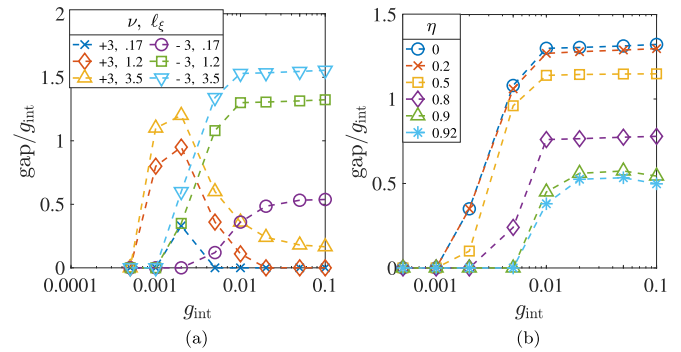 2
1.5
1
0.5
0
gap/g_int
ν, ℓ_ξ
+3, .17
- 3, .17
+3, 1.2
- 3, 1.2
+3, 3.5
- 3, 3.5
0.0001
0.001
0.01
0.1
g_int
(a)
1.5
1
0.5
0
gap/g_int
η
0
0.2
0.5
0.8
0.9
0.92
0.001
0.01
0.1
g_int
(b)